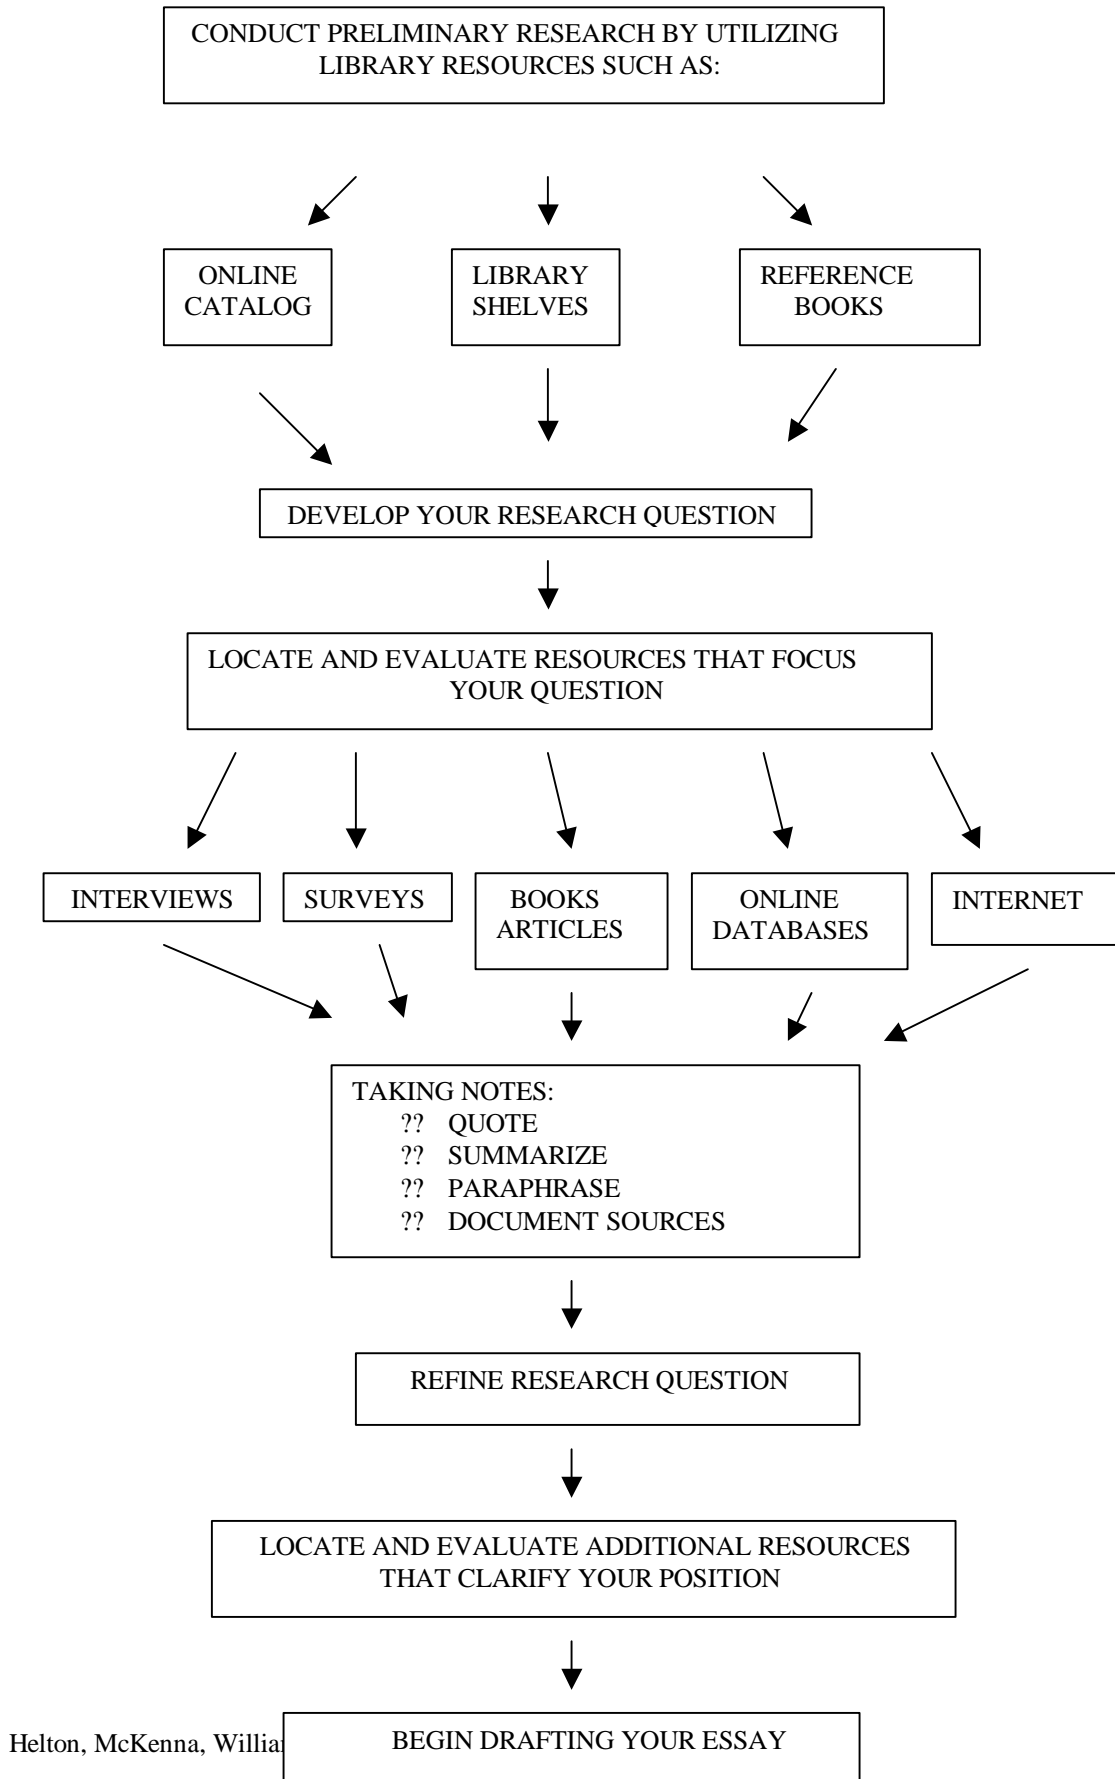 CONDUCT PRELIMINARY RESEARCH BY UTILIZING
LIBRARY RESOURCES SUCH AS:
ONLINE
CATALOG
LIBRARY
SHELVES
REFERENCE
BOOKS
DEVELOP YOUR RESEARCH QUESTION
LOCATE AND EVALUATE RESOURCES THAT FOCUS
YOUR QUESTION
INTERVIEWS
SURVEYS
BOOKS
ARTICLES
ONLINE
DATABASES
INTERNET
TAKING NOTES:
?? QUOTE
?? SUMMARIZE
?? PARAPHRASE
?? DOCUMENT SOURCES
REFINE RESEARCH QUESTION
LOCATE AND EVALUATE ADDITIONAL RESOURCES
THAT CLARIFY YOUR POSITION
BEGIN DRAFTING YOUR ESSAY
Helton, McKenna,